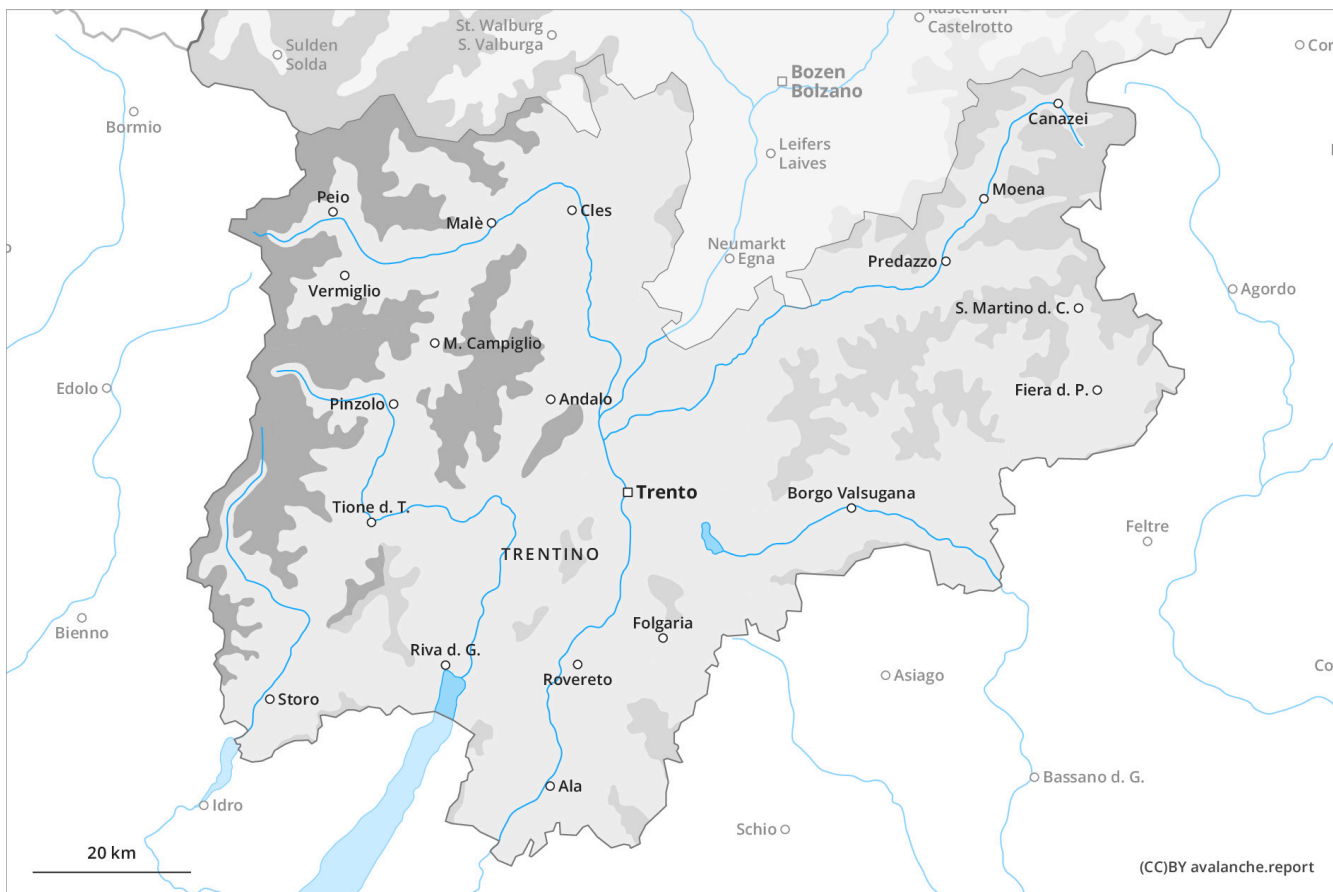 Kastelruth
Castelrotto
St. Walburg
S. Valburga
Sulden
Solda
Bozen
Bolzano
Bormio
Canazei
Leifers
Laives
Moena
Peio
Malè
Cles
Neumarkt
Egna
Predazzo
Vermiglio
Agordo
S. Martino d. C.
M. Campiglio
Edolo
Pinzolo
Andalo
Fiera d. P.
Trento
Borgo Valsugana
Tione d. T.
Feltre
TRENTINO
Bienno
Folgaria
Riva d. G.
Rovereto
Asiago
Co
Storo
Ala
Bassano d. G.
Idro
Schio
20 km
(CC)BY avalanche.report